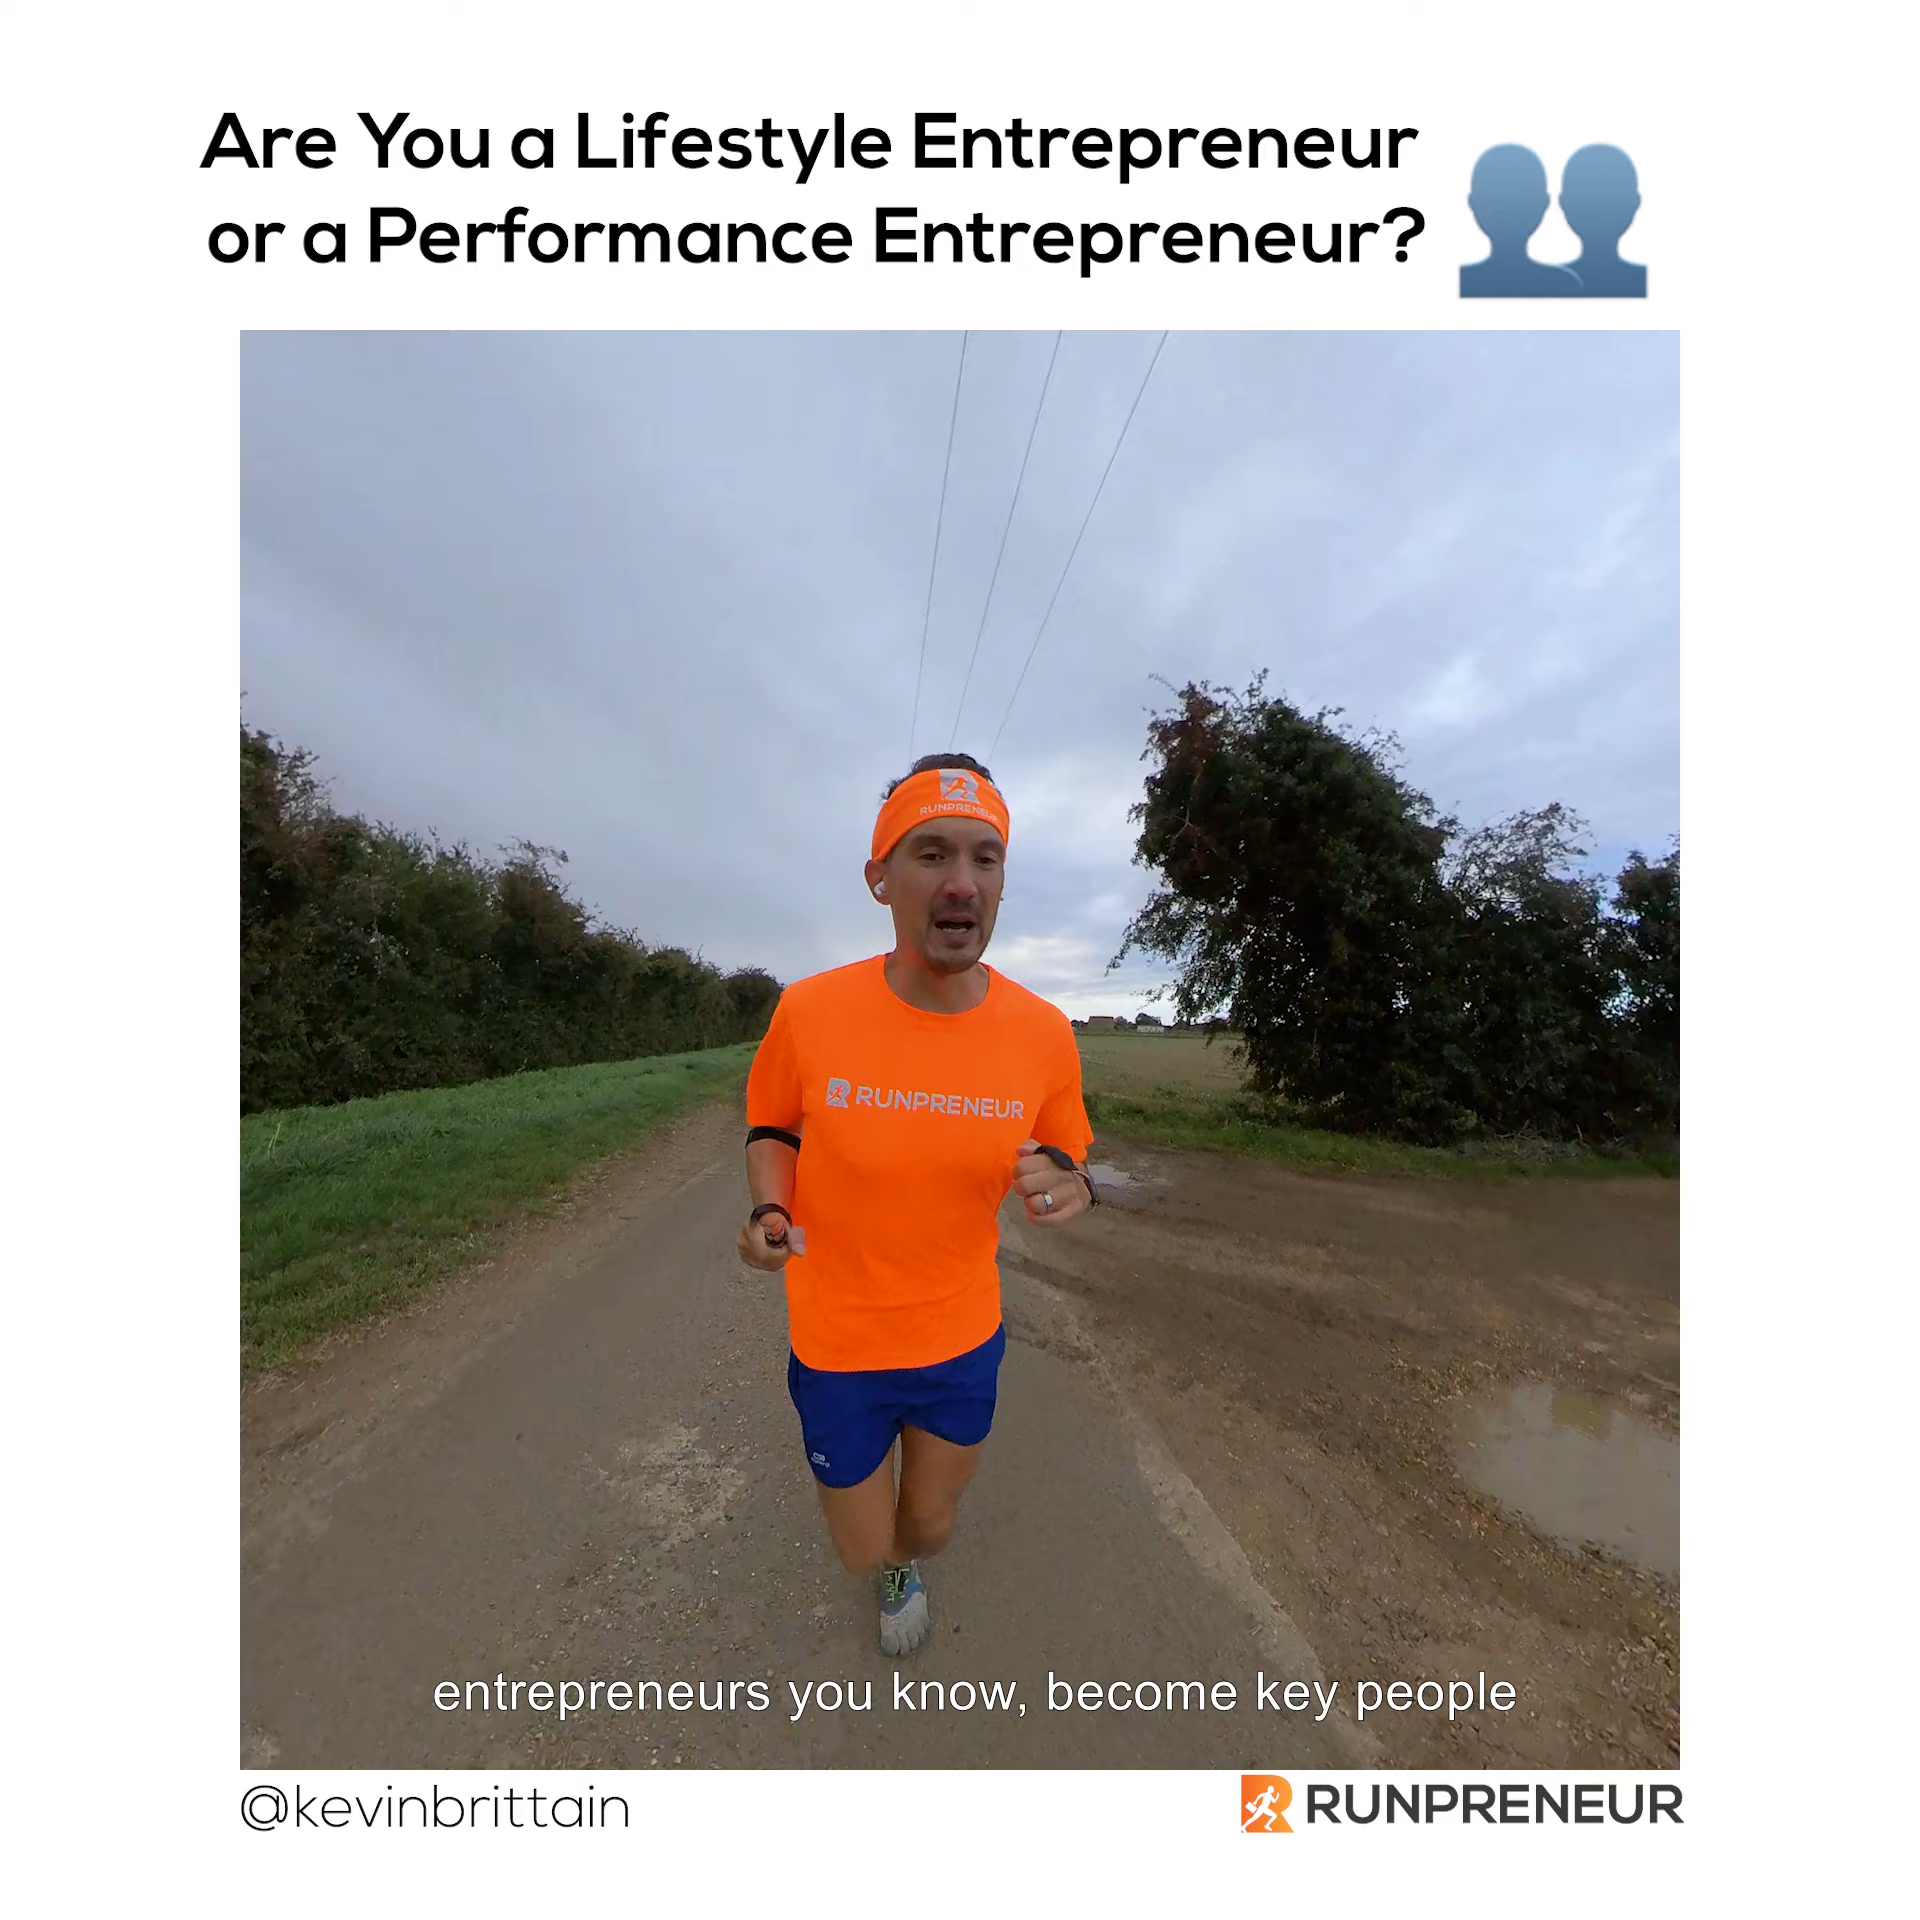 Are You a Lifestyle Entrepreneur
or a Performance Entrepreneur?
RUNPRENEUR
RUNPRENEUR
entrepreneurs you know, become key people
@kevinbrittain
RUNPRENEUR